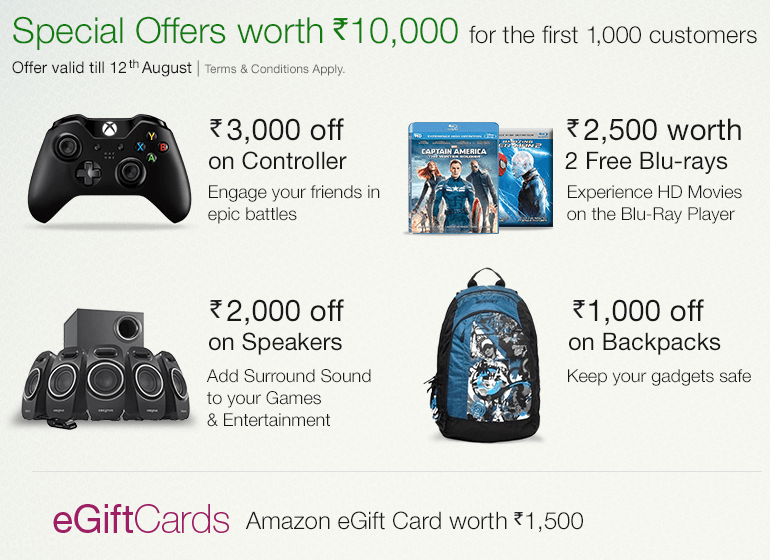 Special Offers worth ₹10,000 for the first 1,000 customers
Offer valid till 12th August | Terms & Conditions Apply.
₹3,000 off
on Controller
Engage your friends in
epic battles
Y
X B
A
CAPTAIN AMERICA
THE WINTER SOLDIER
₹2,500 worth
2 Free Blu-rays
Experience HD Movies
on the Blu-Ray Player
₹2,000 off
on Speakers
Add Surround Sound
to your Games
& Entertainment
₹1,000 off
on Backpacks
Keep your gadgets safe
eGiftCards Amazon eGift Card worth ₹1,500